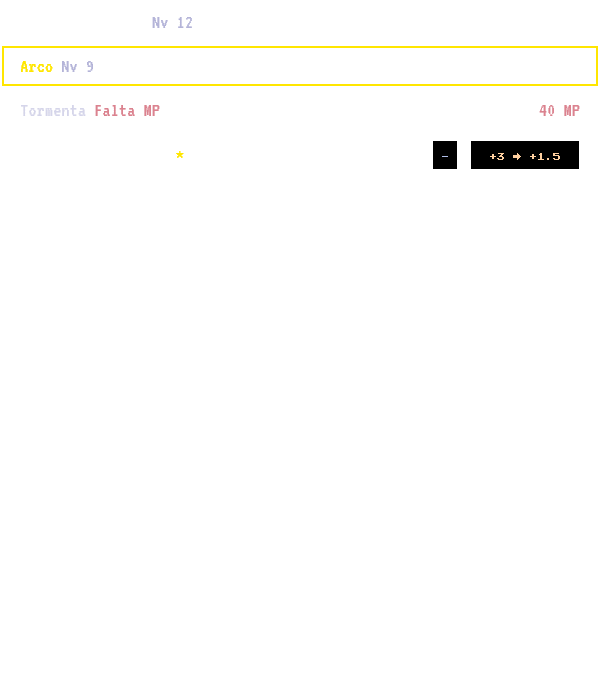 Nv 12
Arco Nv 9
Tormenta Falta MP 40 MP
* - +3 → +1.5